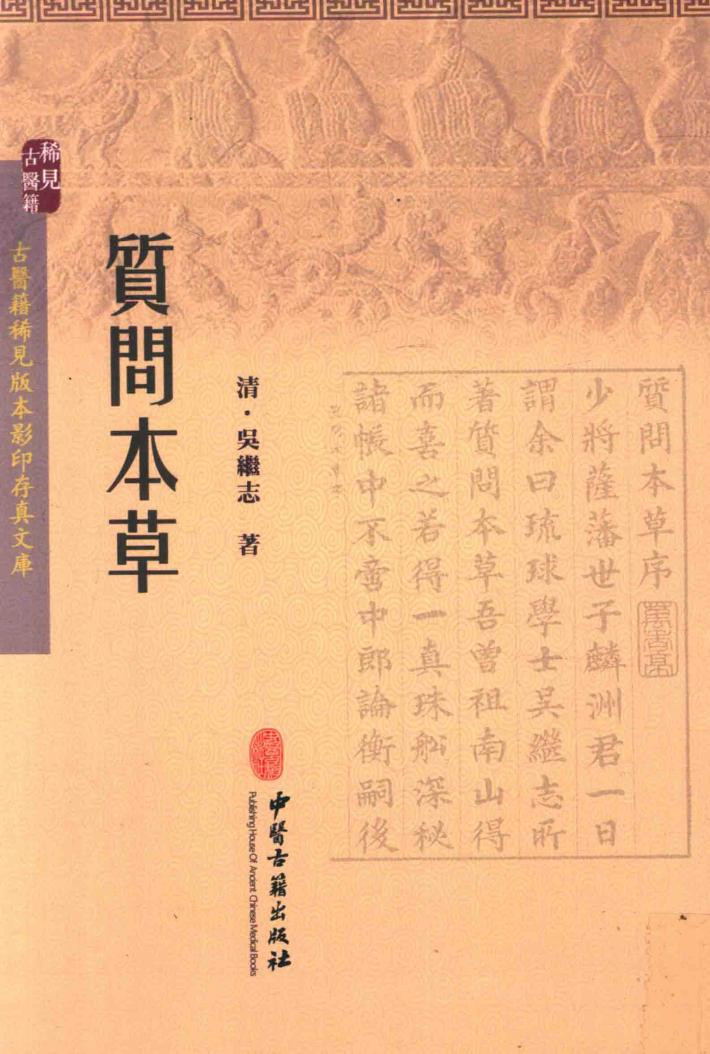 稀見
古醫籍
古醫籍稀見版本影印存真文庫
質問本草
清·吳繼志 著
質問本草序
少將薩藩世子麟洲君一日
謂余曰琉球學士吳繼志所
著質問本草吾曾祖南山得
而喜之若得一真珠船深秘
諸帳中不啻中郎論衡嗣後
中醫古籍出版社
Publishing House Of Ancient Chinese Medical Books